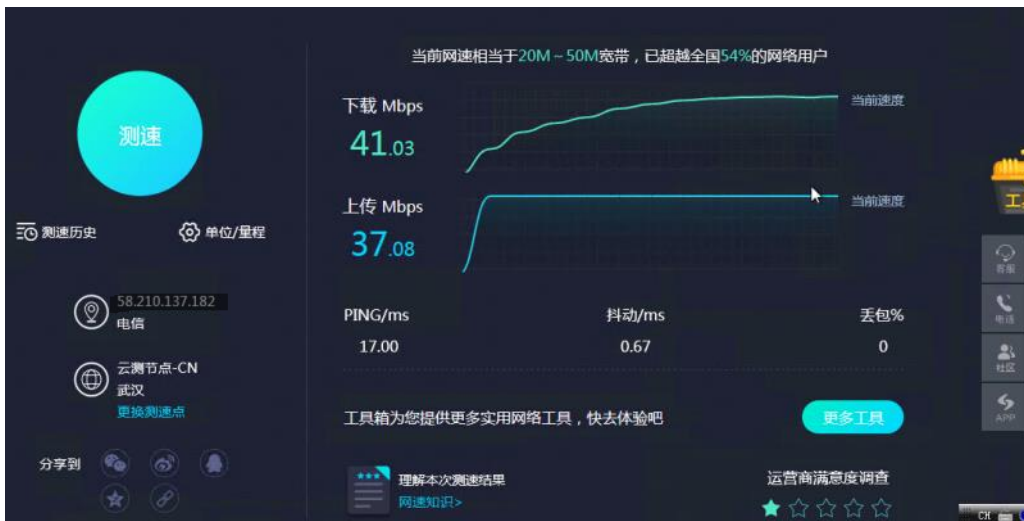 当前网速相当于20M～50M宽带，已超越全国54%的网络用户
测速
下载 Mbps
当前速度
41.03
上传 Mbps
当前速度
37.08
测速历史
单位/量程
58.210.137.182
电信
云测节点-CN
武汉
更换测速点
分享到
PING/ms
抖动/ms
丢包%
17.00
0.67
0
工具箱为您提供更多实用网络工具，快去体验吧
更多工具
理解本次测速结果
网速知识>
运营商满意度调查
客服
电话
社区
APP
CH